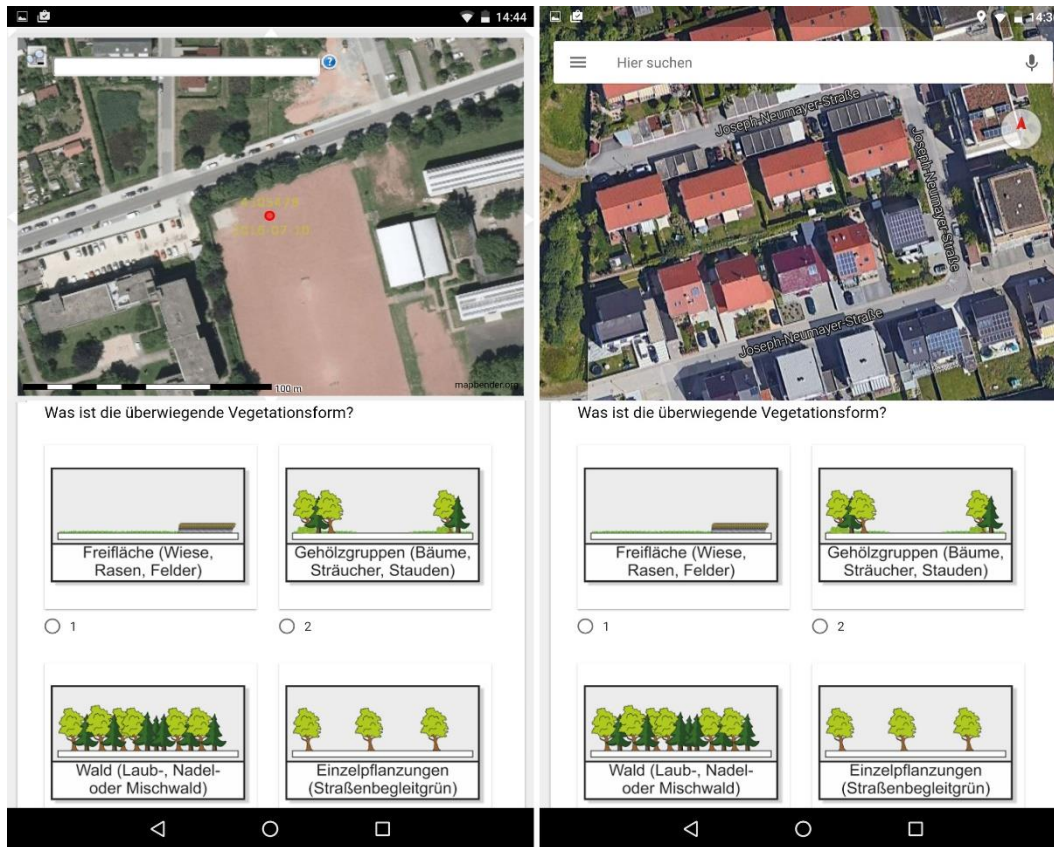 14:44
100 m
mapbender.org
Was ist die überwiegende Vegetationsform?
Freifläche (Wiese,
Rasen, Felder)
Gehölzgruppen (Bäume,
Sträucher, Stauden)
1
2
Wald (Laub-, Nadel-
oder Mischwald)
Einzelpflanzungen
(Straßenbegleitgrün)
Hier suchen
Joseph-Neumayer-Straße
Joseph-Neumayer-Straße
Joseph-Neumayer-Straße
Was ist die überwiegende Vegetationsform?
Freifläche (Wiese,
Rasen, Felder)
Gehölzgruppen (Bäume,
Sträucher, Stauden)
1
2
Wald (Laub-, Nadel-
oder Mischwald)
Einzelpflanzungen
(Straßenbegleitgrün)